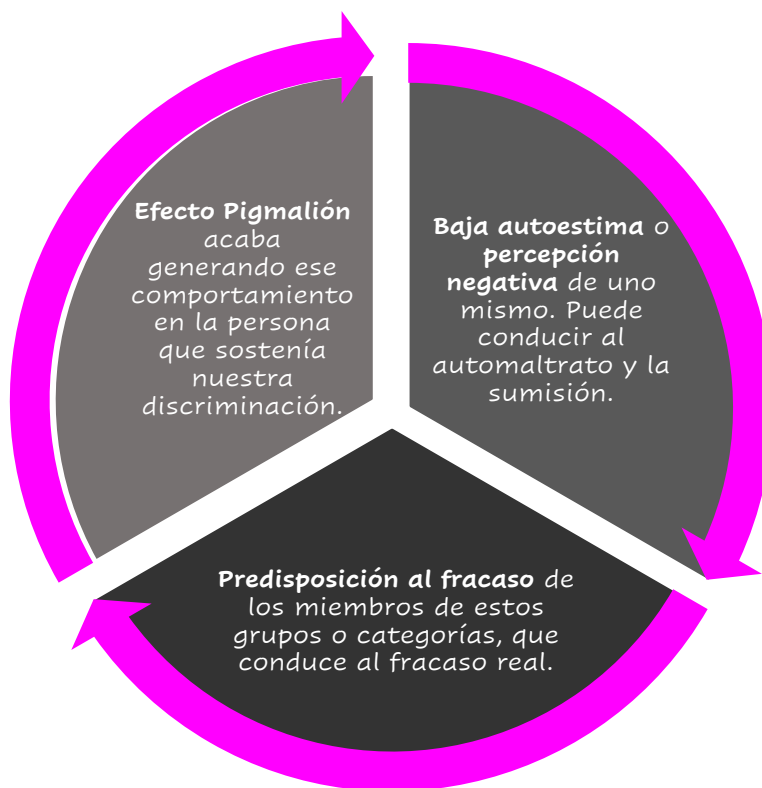 Efecto Pigmalión
acaba
generando ese
comportamiento
en la persona
que sostenía
nuestra
discriminación.
Baja autoestima o
percepción
negativa de uno
mismo. Puede
conducir al
automaltrato y la
sumisión.
Predisposición al fracaso de
los miembros de estos
grupos o categorías, que
conduce al fracaso real.